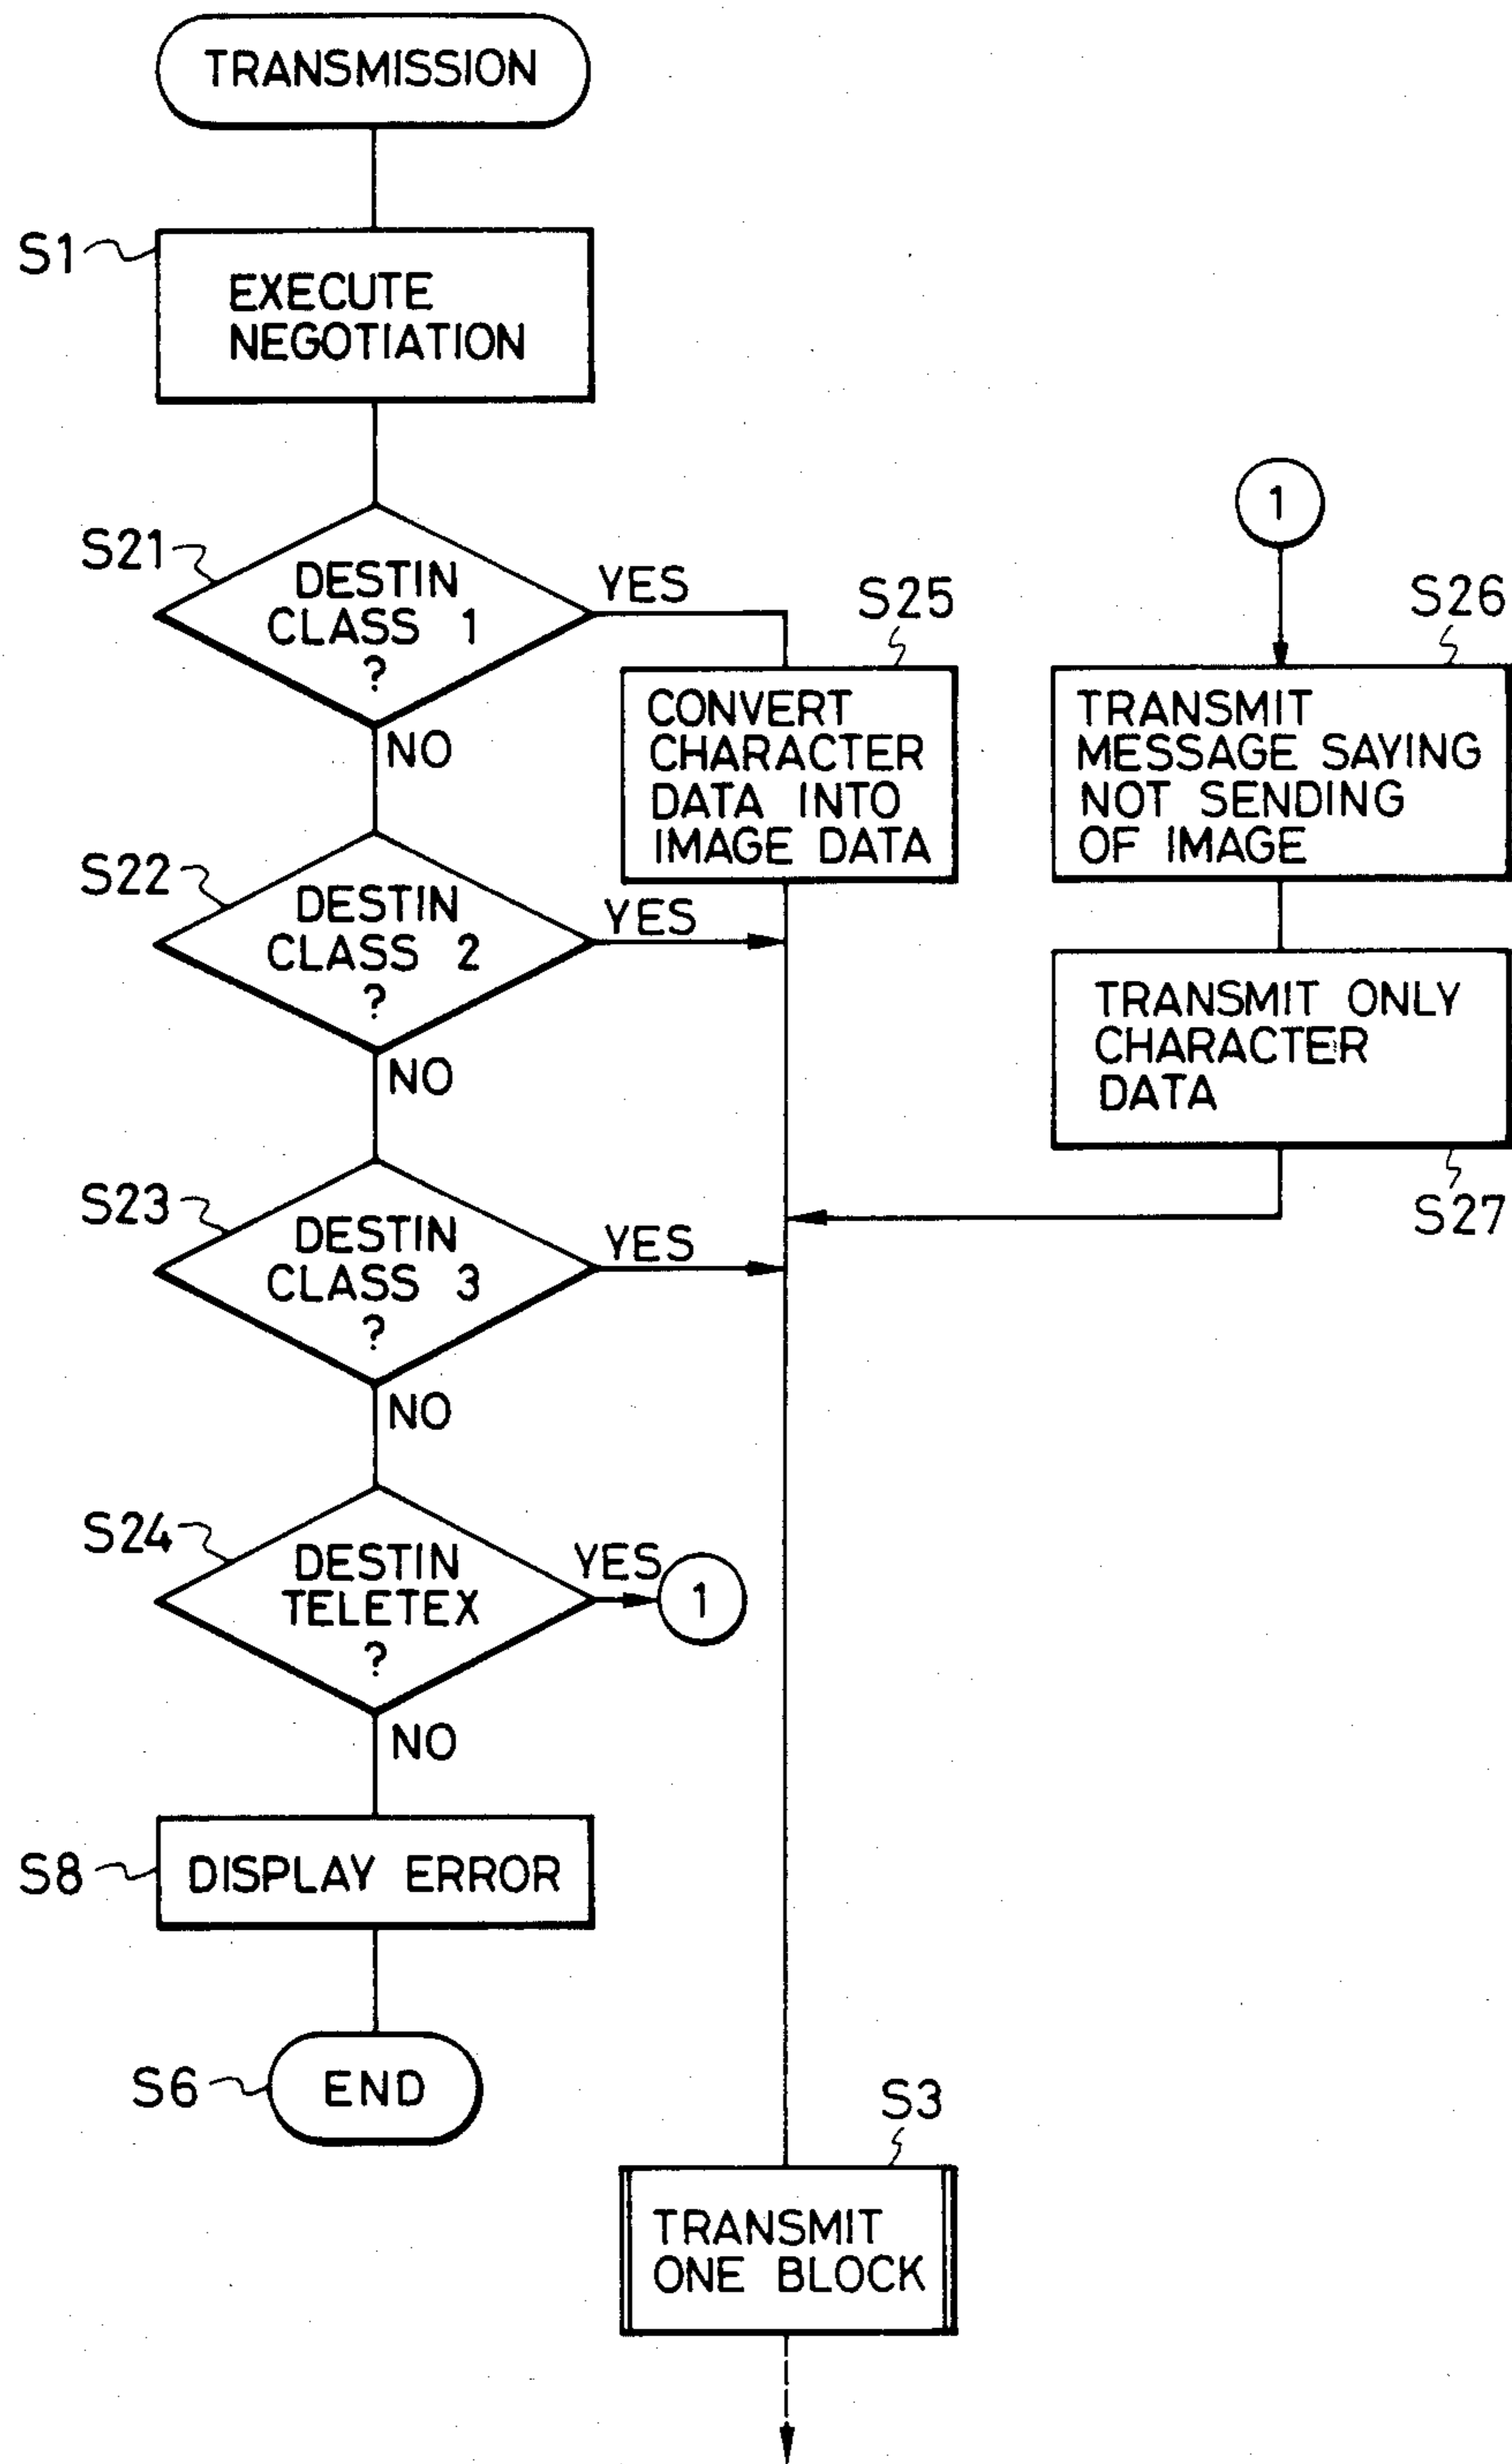 TRANSMISSION
S1
EXECUTE
NEGOTIATION
S21
DESTIN
CLASS 1
?
YES
NO
S25
CONVERT
CHARACTER
DATA INTO
IMAGE DATA
1
S26
TRANSMIT
MESSAGE SAYING
NOT SENDING
OF IMAGE
S22
DESTIN
CLASS 2
?
YES
NO
TRANSMIT ONLY
CHARACTER
DATA
S27
S23
DESTIN
CLASS 3
?
YES
NO
S24
DESTIN
TELETEX
?
YES
1
NO
S8
DISPLAY ERROR
S6
END
S3
TRANSMIT
ONE BLOCK